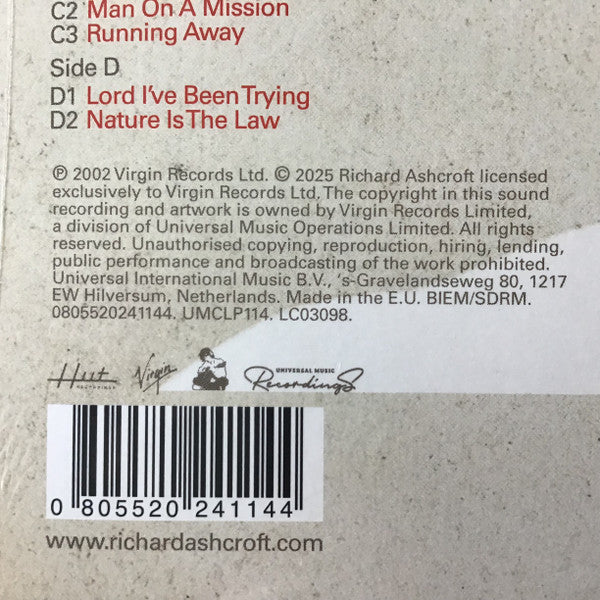 C2 Man On A Mission
C3 Running Away
Side D
D1 Lord I've Been Trying
D2 Nature Is The Law
℗ 2002 Virgin Records Ltd. © 2025 Richard Ashcroft licensed
exclusively to Virgin Records Ltd. The copyright in this sound
recording and artwork is owned by Virgin Records Limited,
a division of Universal Music Operations Limited. All rights
reserved. Unauthorised copying, reproduction, hiring, lending,
public performance and broadcasting of the work prohibited.
Universal International Music B.V., 's-Gravelandseweg 80, 1217
EW Hilversum, Netherlands. Made in the E.U. BIEM/SDRM.
0805520241144. UMCLP114. LC03098.
Hut
Virgin
UNIVERSAL MUSIC
Recordings
0 805520 241144
www.richardashcroft.com